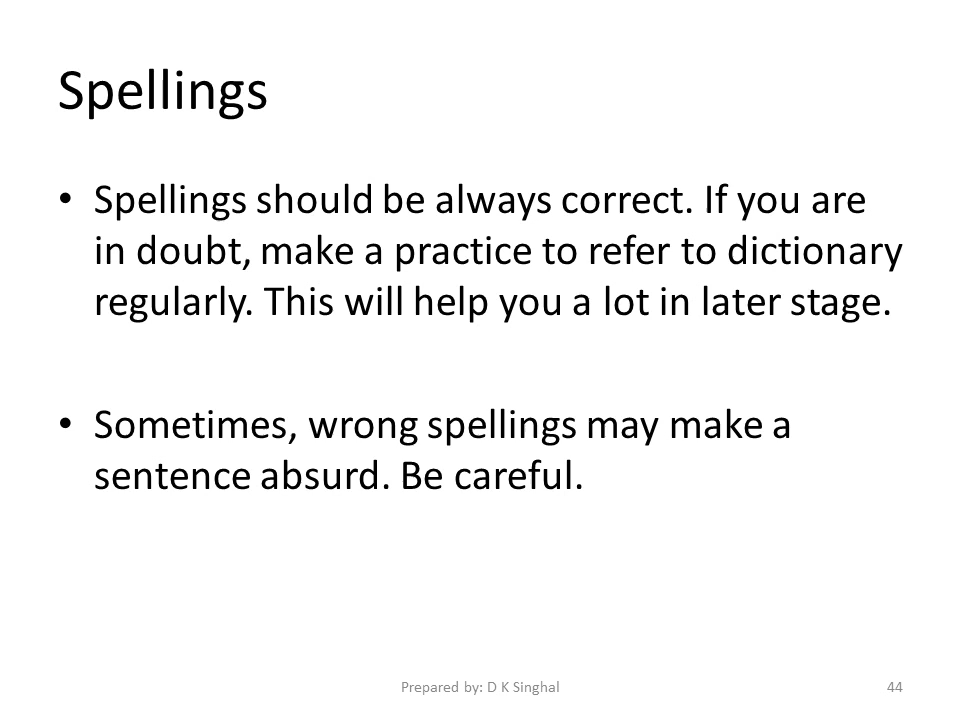 Spellings
• Spellings should be always correct. If you are
in doubt, make a practice to refer to dictionary
regularly. This will help you a lot in later stage.
• Sometimes, wrong spellings may make a
sentence absurd. Be careful.
Prepared by: D K Singhal
44